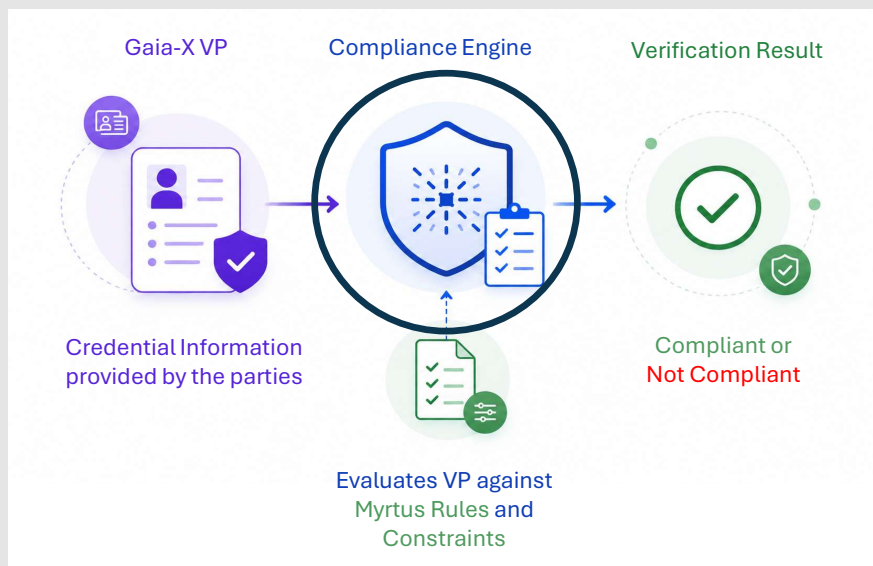 Gaia-X VP
Compliance Engine
Verification Result
Credential Information
provided by the parties
Compliant or
Not Compliant
Evaluates VP against
Myrtus Rules and
Constraints